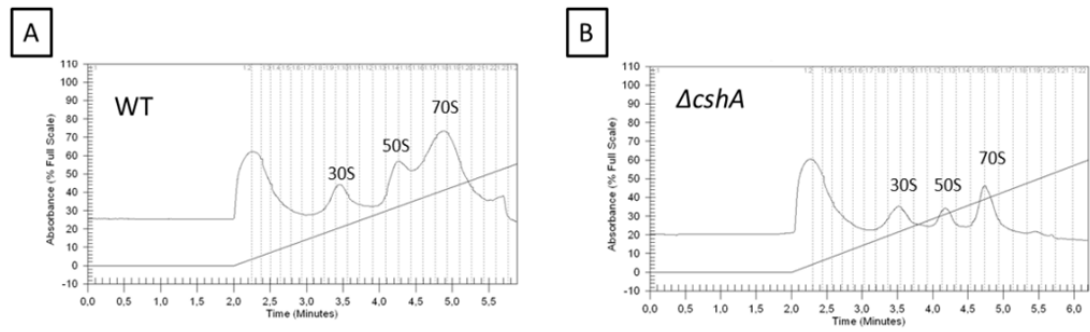 A
B
110
100
90
80
70
60
50
40
30
20
10
0
-10
Absorbance (% Full Scale)
WT
30S
50S
70S
0,0 0,5 1,0 1,5 2,0 2,5 3,0 3,5 4,0 4,5 5,0 5,5
Time (Minutes)
110
100
90
80
70
60
50
40
30
20
10
0
-10
Absorbance (% Full Scale)
ΔcshA
30S
50S
70S
0,0 0,5 1,0 1,5 2,0 2,5 3,0 3,5 4,0 4,5 5,0 5,5 6,0
Time (Minutes)